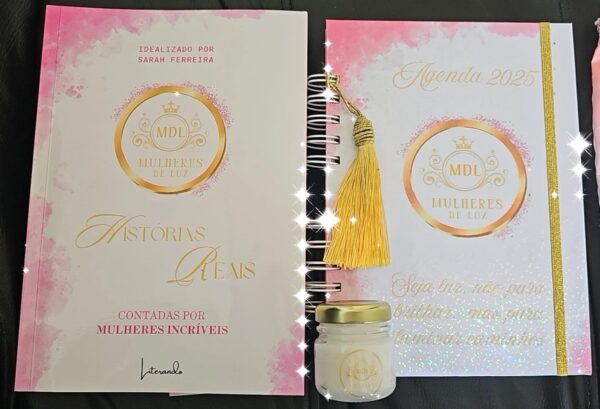 IDEALIZADO POR
SARAH FERREIRA
MDL
MULHERES
DE LUZ
HISTÓRIAS
REAIS
CONTADAS POR
MULHERES INCRÍVEIS
Literando
Agenda 2025
MDL
MULHERES
DE LUZ
Seja luz, não para
brilhar, mas para
iluminar caminhos
MDL